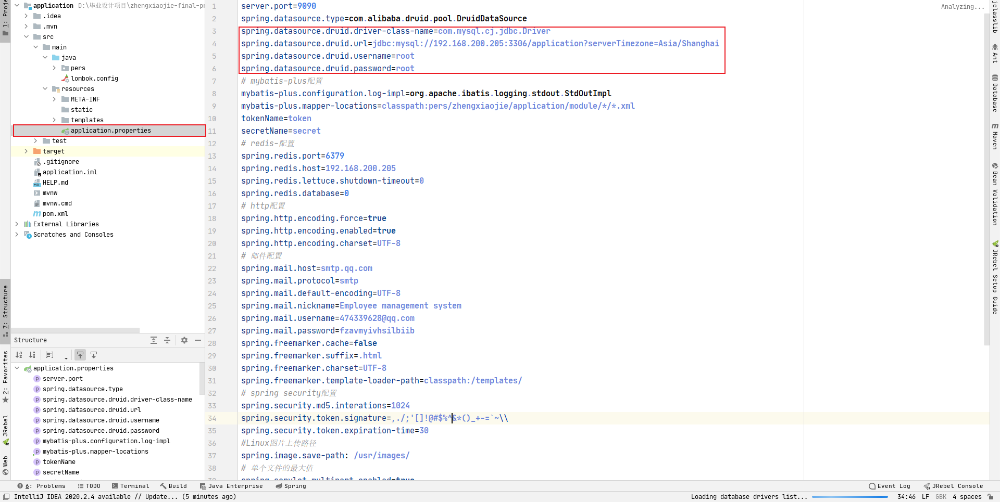 application D:\毕业设计项目\zhengxiaojie-final-pr
.idea
.mvn
src
main
java
pers
lombok.config
resources
META-INF
static
templates
application.properties
test
target
.gitignore
application.iml
HELP.md
mvnw
mvnw.cmd
pom.xml
External Libraries
Scratches and Consoles
1 server.port=9090
2 spring.datasource.type=com.alibaba.druid.pool.DruidDataSource
3 spring.datasource.druid.driver-class-name=com.mysql.cj.jdbc.Driver
4 spring.datasource.druid.url=jdbc:mysql://192.168.200.205:3306/application?serverTimezone=Asia/Shanghai
5 spring.datasource.druid.username=root
6 spring.datasource.druid.password=root
7 # mybatis-plus配置
8 mybatis-plus.configuration.log-impl=org.apache.ibatis.logging.stdout.StdOutImpl
9 mybatis-plus.mapper-locations=classpath:pers/zhengxiaojie/application/module/*/*.xml
10 tokenName=token
11 secretName=secret
12 # redis-配置
13 spring.redis.port=6379
14 spring.redis.host=192.168.200.205
15 spring.redis.lettuce.shutdown-timeout=0
16 spring.redis.database=0
17 # http配置
18 spring.http.encoding.force=true
19 spring.http.encoding.enabled=true
20 spring.http.encoding.charset=UTF-8
21 # 邮件配置
22 spring.mail.host=smtp.qq.com
23 spring.mail.protocol=smtp
24 spring.mail.default-encoding=UTF-8
25 spring.mail.nickname=Employee management system
26 spring.mail.username=474339628@qq.com
27 spring.mail.password=fzavmyivhsilbiib
28 spring.freemarker.cache=false
29 spring.freemarker.suffix=.html
30 spring.freemarker.charset=UTF-8
31 spring.freemarker.template-loader-path=classpath:/templates/
32 # spring security配置
33 spring.security.md5.interations=1024
34 spring.security.token.signature=,./;'[]!@#$%^&*()_+-=`~\\
35 spring.security.token.expiration-time=30
36 #Linux图片上传路径
37 spring.image.save-path: /usr/images/
38 # 单个文件的最大值
39 spring.servlet.multipart.enabled=true
Analyzing...
Structure
application.properties
server.port
spring.datasource.type
spring.datasource.druid.driver-class-name
spring.datasource.druid.url
spring.datasource.druid.username
spring.datasource.druid.password
mybatis-plus.configuration.log-impl
mybatis-plus.mapper-locations
tokenName
secretName
1: Proje
7: Structure
2: Favorites
JRebel
Web
jclasslib
Ant
Database
Maven
Bean Validation
JRebel Setup Guide
6: Problems
TODO
Terminal
Build
Java Enterprise
Spring
Event Log
JRebel Console
IntelliJ IDEA 2020.2.4 available // Update... (5 minutes ago)
Loading database drivers list...
34:46 LF GBK 4 spaces